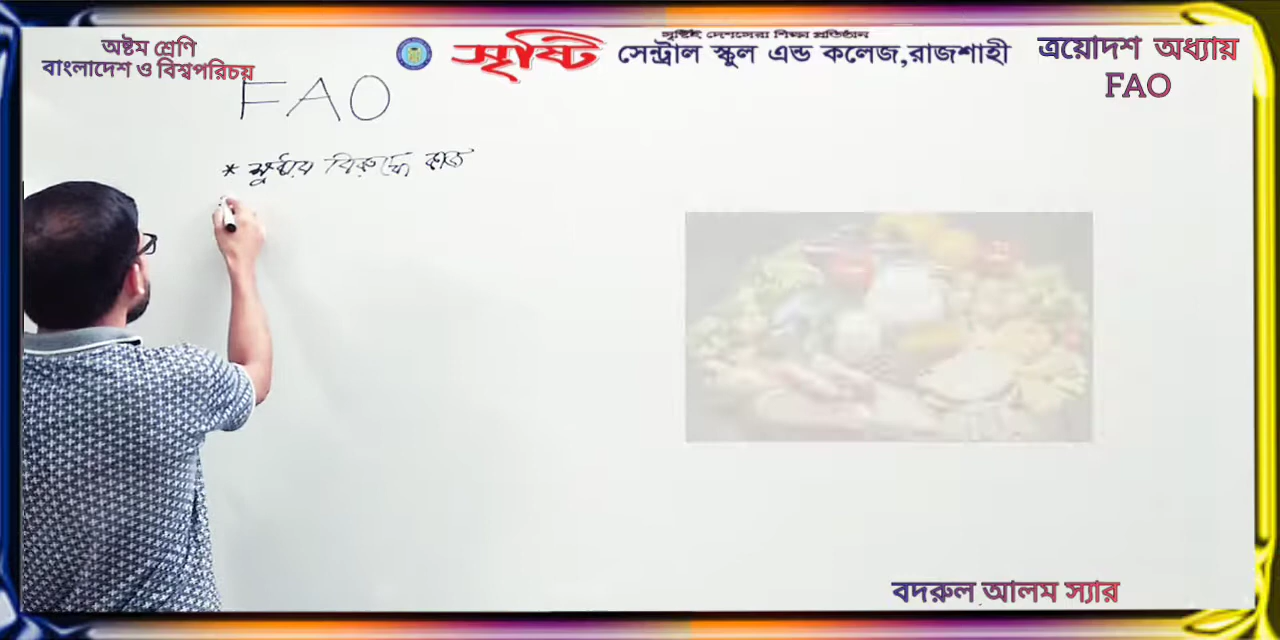 অষ্টম শ্রেণি
বাংলাদেশ ও বিশ্বপরিচয়
সৃষ্টিই দেশসেরা শিক্ষা প্রতিষ্ঠান
সৃষ্টি সেন্ট্রাল স্কুল এন্ড কলেজ,রাজশাহী
ত্রয়োদশ অধ্যায়
FAO
FAO
* ক্ষুধার বিরুদ্ধে কাজ
বদরুল আলম স্যার